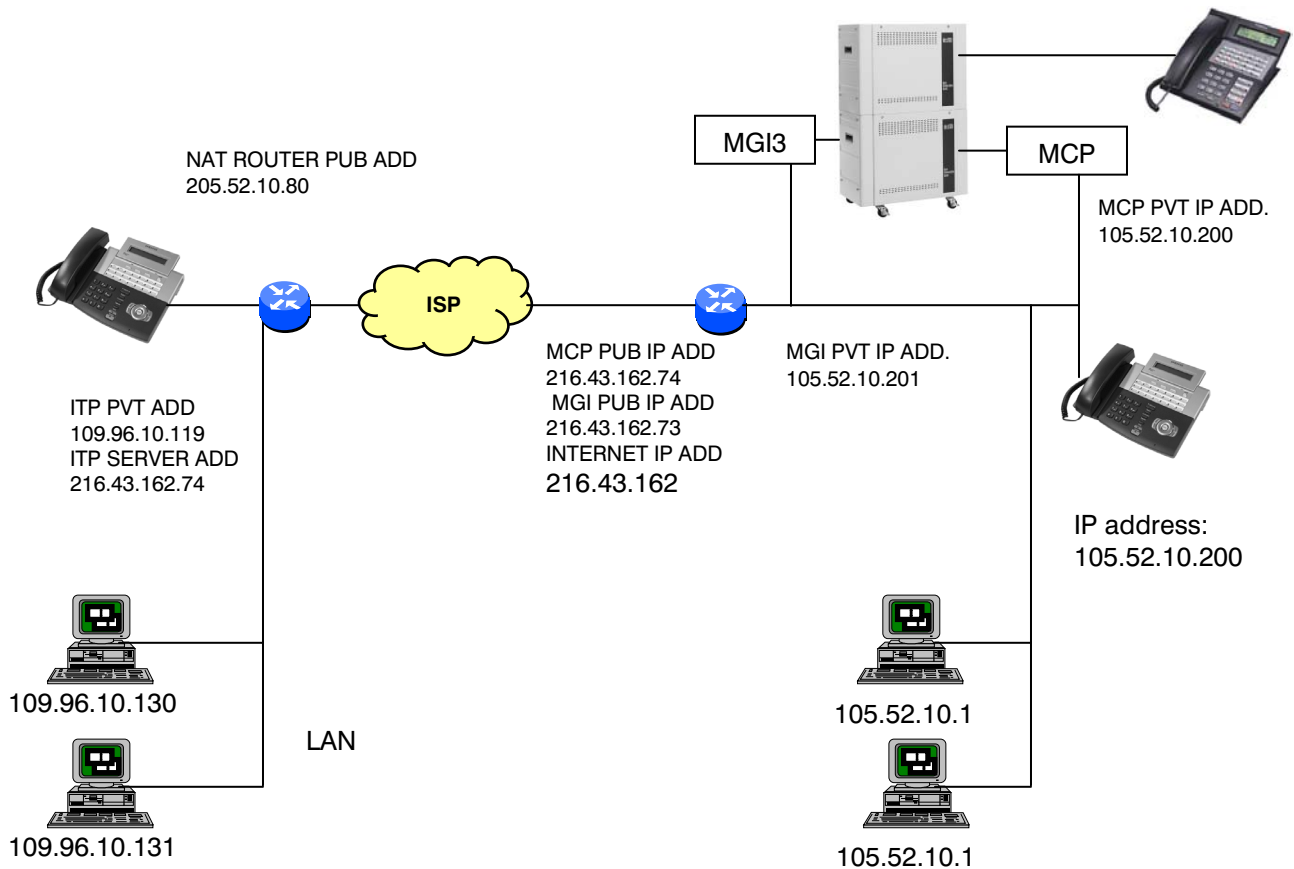 MGI3
MCP
NAT ROUTER PUB ADD
205.52.10.80
MCP PVT IP ADD.
105.52.10.200
ISP
MCP PUB IP ADD
216.43.162.74
MGI PUB IP ADD
216.43.162.73
INTERNET IP ADD
216.43.162
MGI PVT IP ADD.
105.52.10.201
ITP PVT ADD
109.96.10.119
ITP SERVER ADD
216.43.162.74
IP address:
105.52.10.200
109.96.10.130
105.52.10.1
LAN
109.96.10.131
105.52.10.1